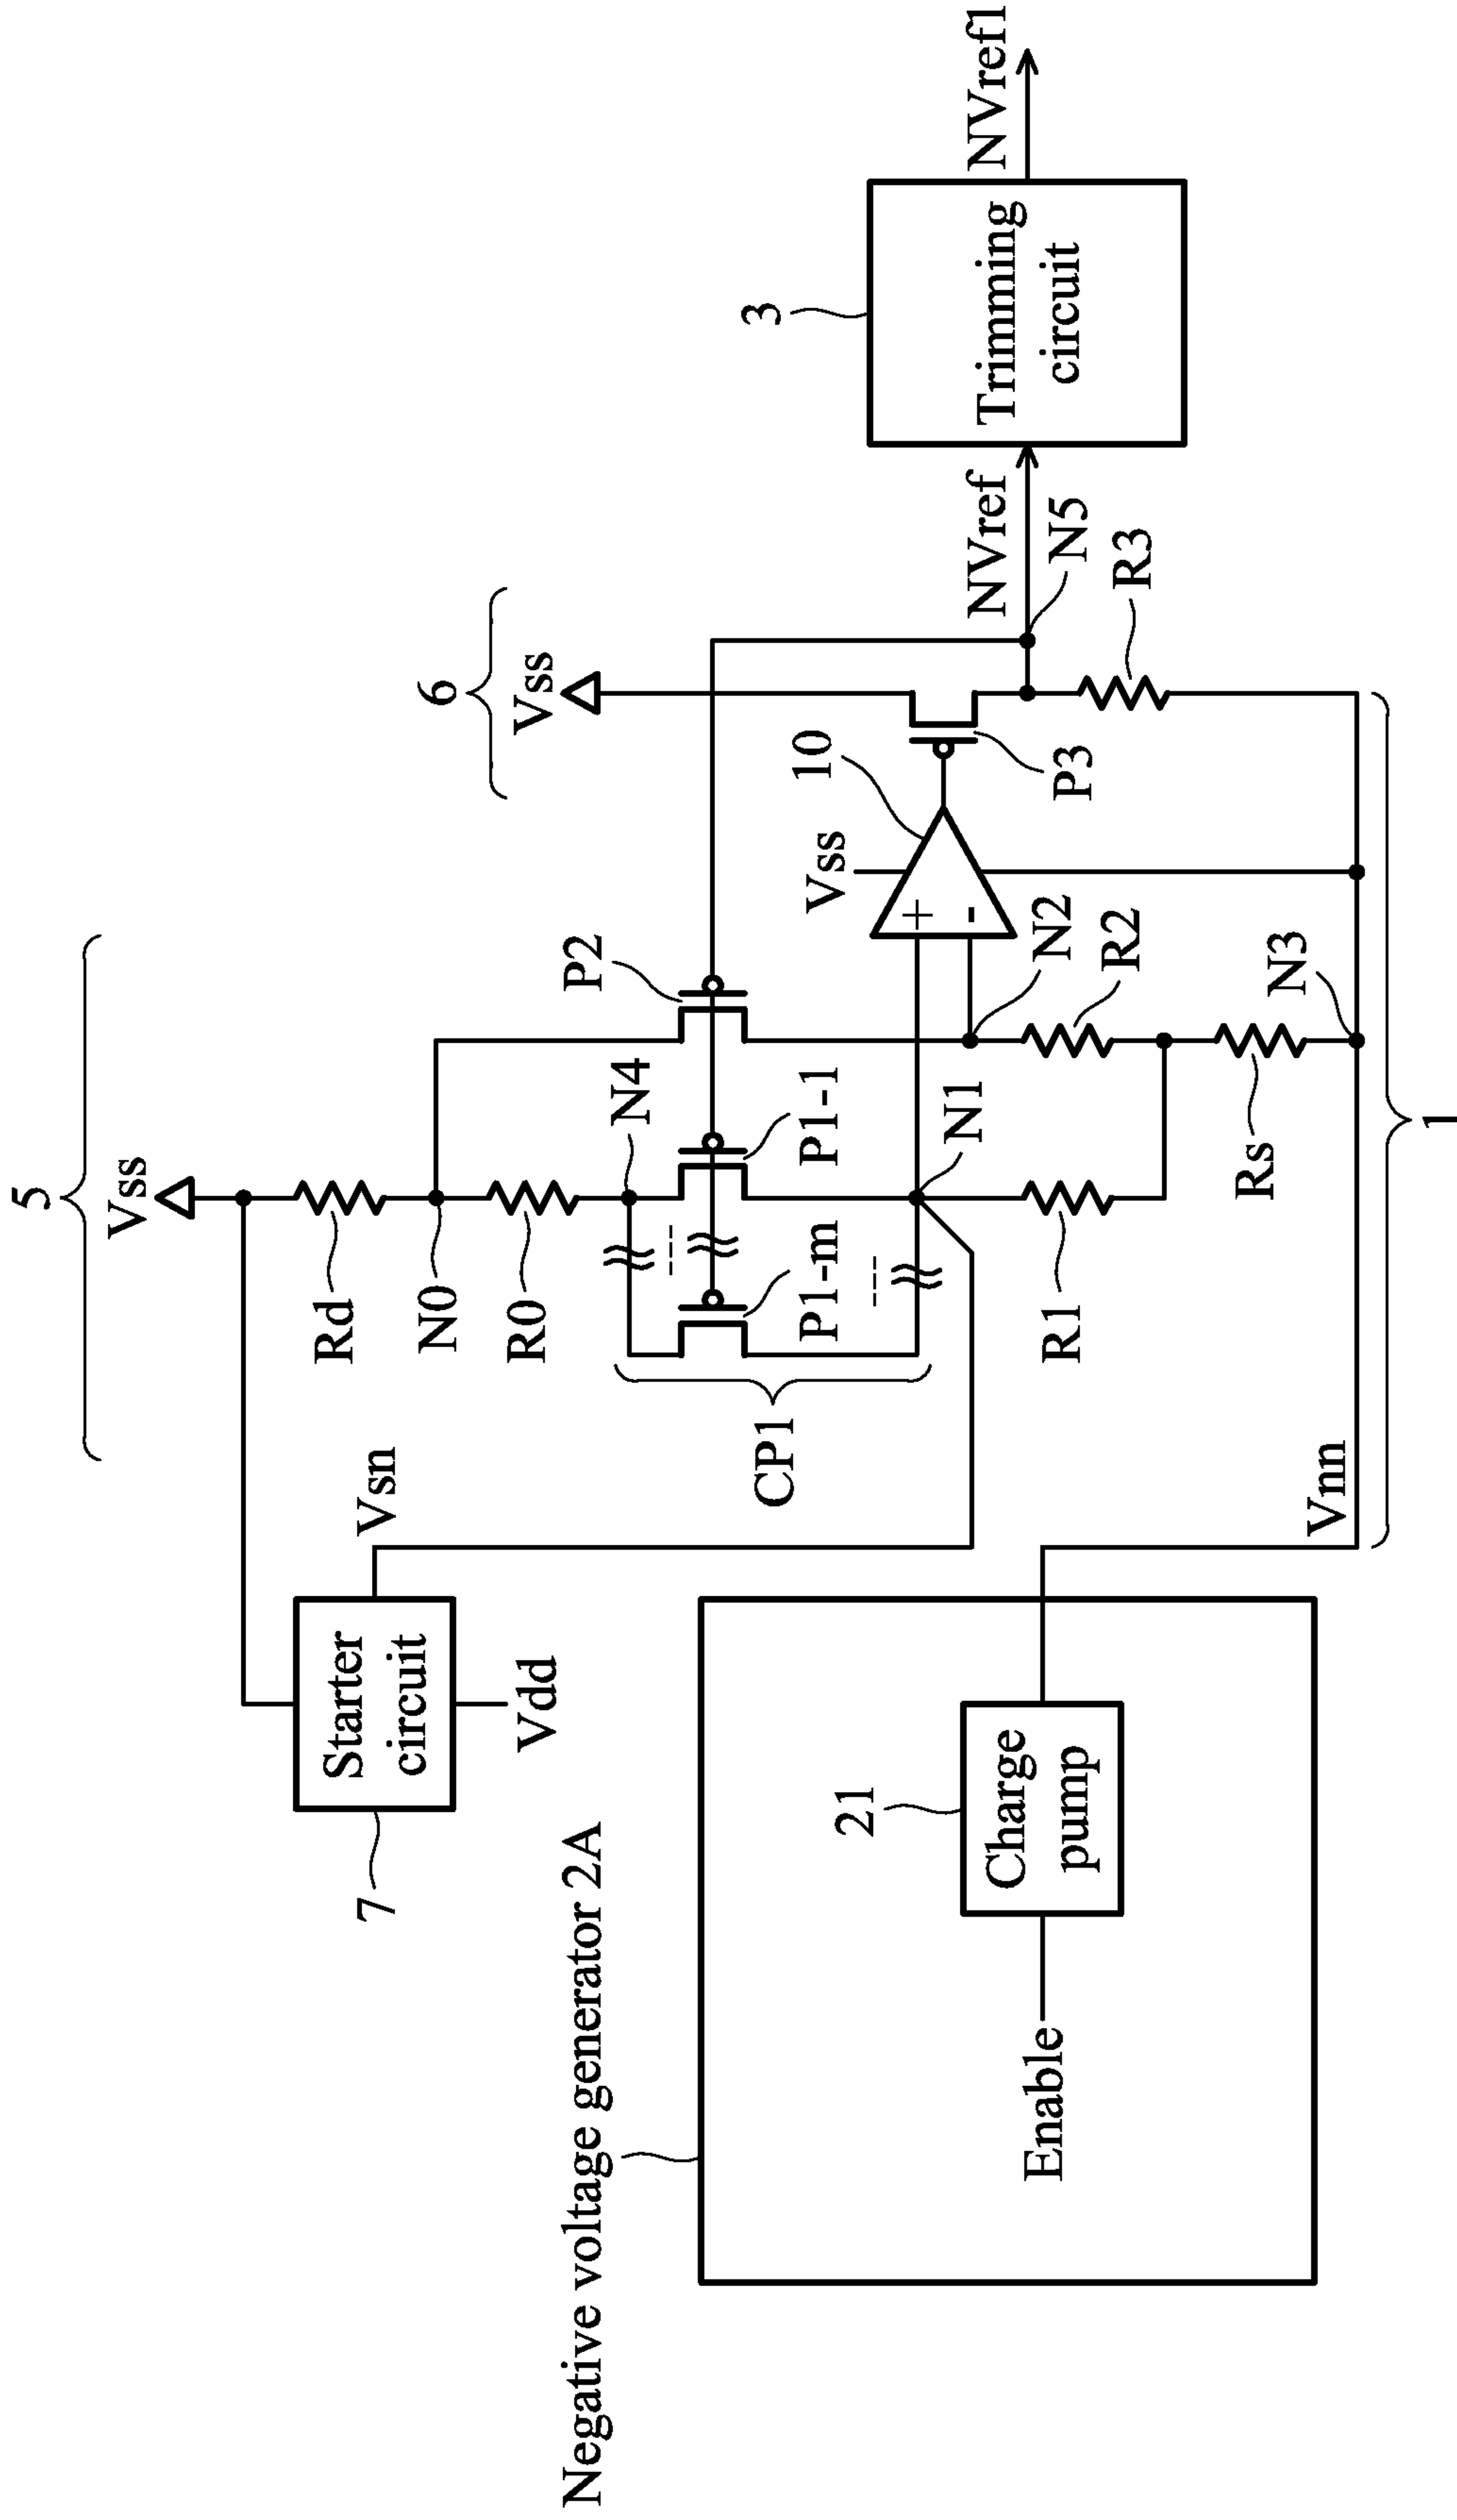 5
6
Vss
Vss
Starter
circuit
7
Vdd
Vsn
Rd
N0
R0
N4
P2
CP1
P1-m
P1-1
Vss
10
+
-
P3
N1
N2
R1
R2
Rs
N3
R3
NVref
N5
3
Trimming
circuit
NVref1
Negative voltage generator 2A
21
Charge
pump
Enable
Vnn
1